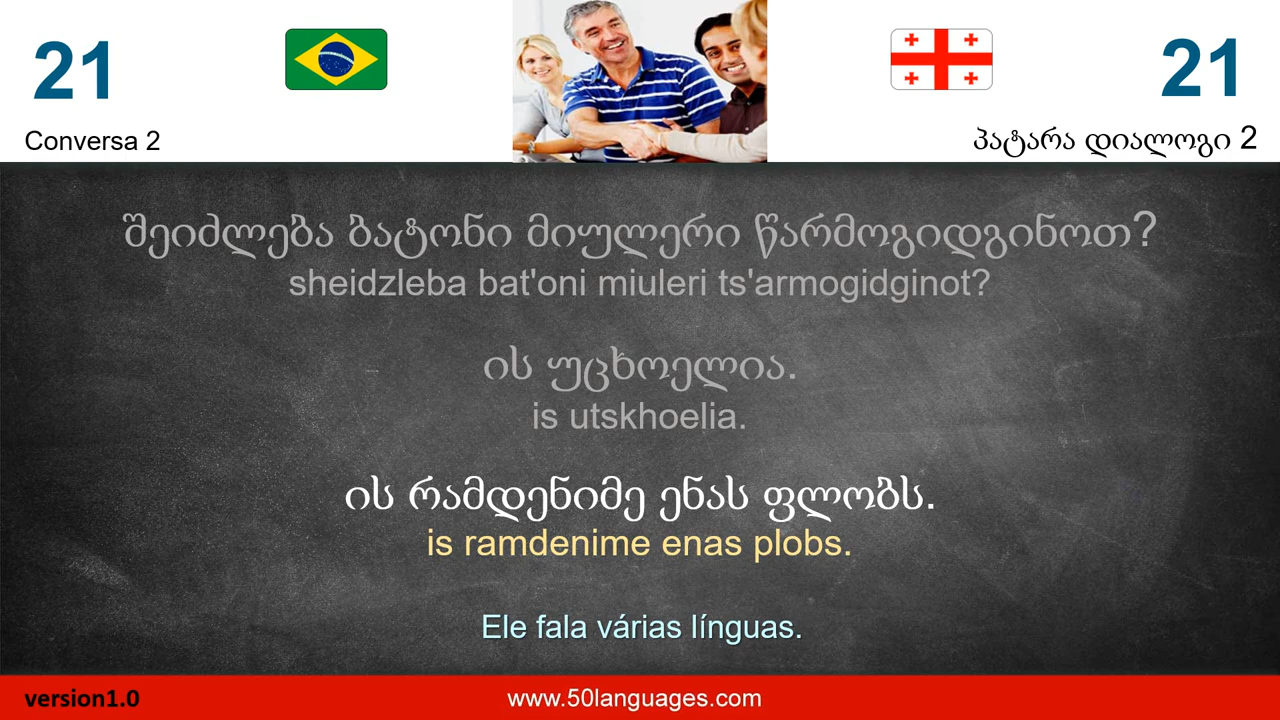 21
21
Conversa 2
პატარა დიალოგი 2
შეიძლება ბატონი მიულერი წარმოგიდგინოთ?
sheidzleba bat'oni miuleri ts'armogidginot?
ის უცხოელია.
is utskhoelia.
ის რამდენიმე ენას ფლობს.
is ramdenime enas plobs.
Ele fala várias línguas.
version1.0
www.50languages.com